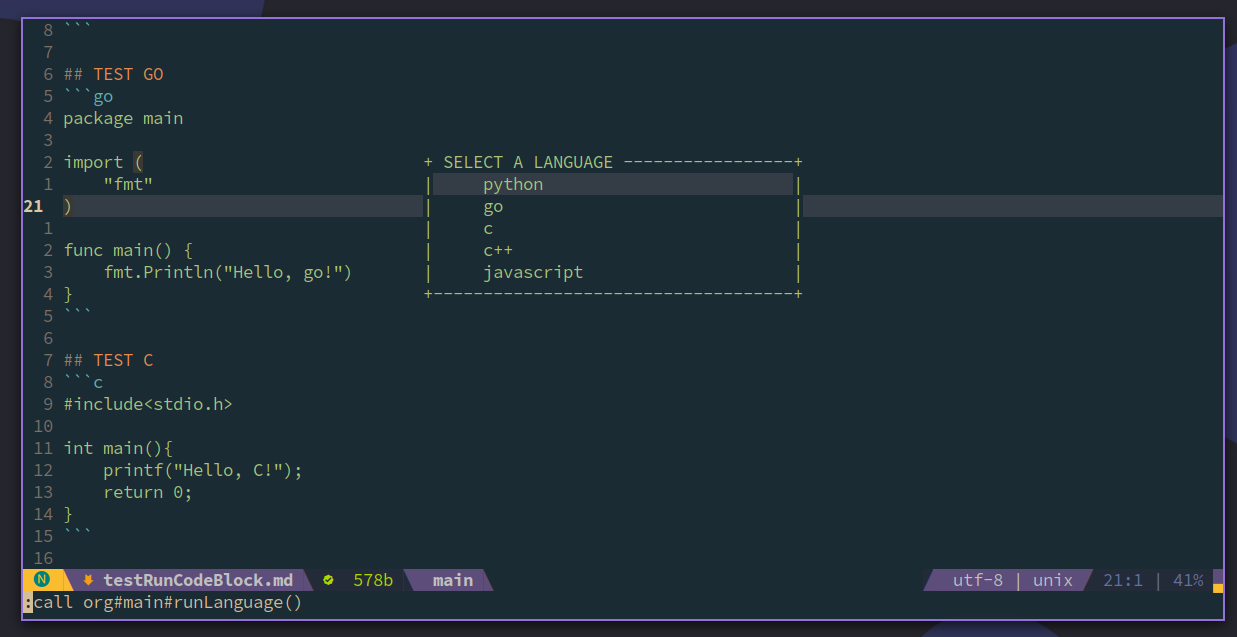 8 ```
7
6 ## TEST GO
5 ```go
4 package main
3
2 import (
1     "fmt"
21 )
1
2 func main() {
3     fmt.Println("Hello, go!")
4 }
5 ```
6
7 ## TEST C
8 ```c
9 #include<stdio.h>
10
11 int main(){
12     printf("Hello, C!");
13     return 0;
14 }
15 ```
16
+ SELECT A LANGUAGE -----------------+
|     python                         |
|     go                             |
|     c                              |
|     c++                            |
|     javascript                     |
+------------------------------------+
N testRunCodeBlock.md 578b main utf-8 | unix 21:1 | 41%
:call org#main#runLanguage()